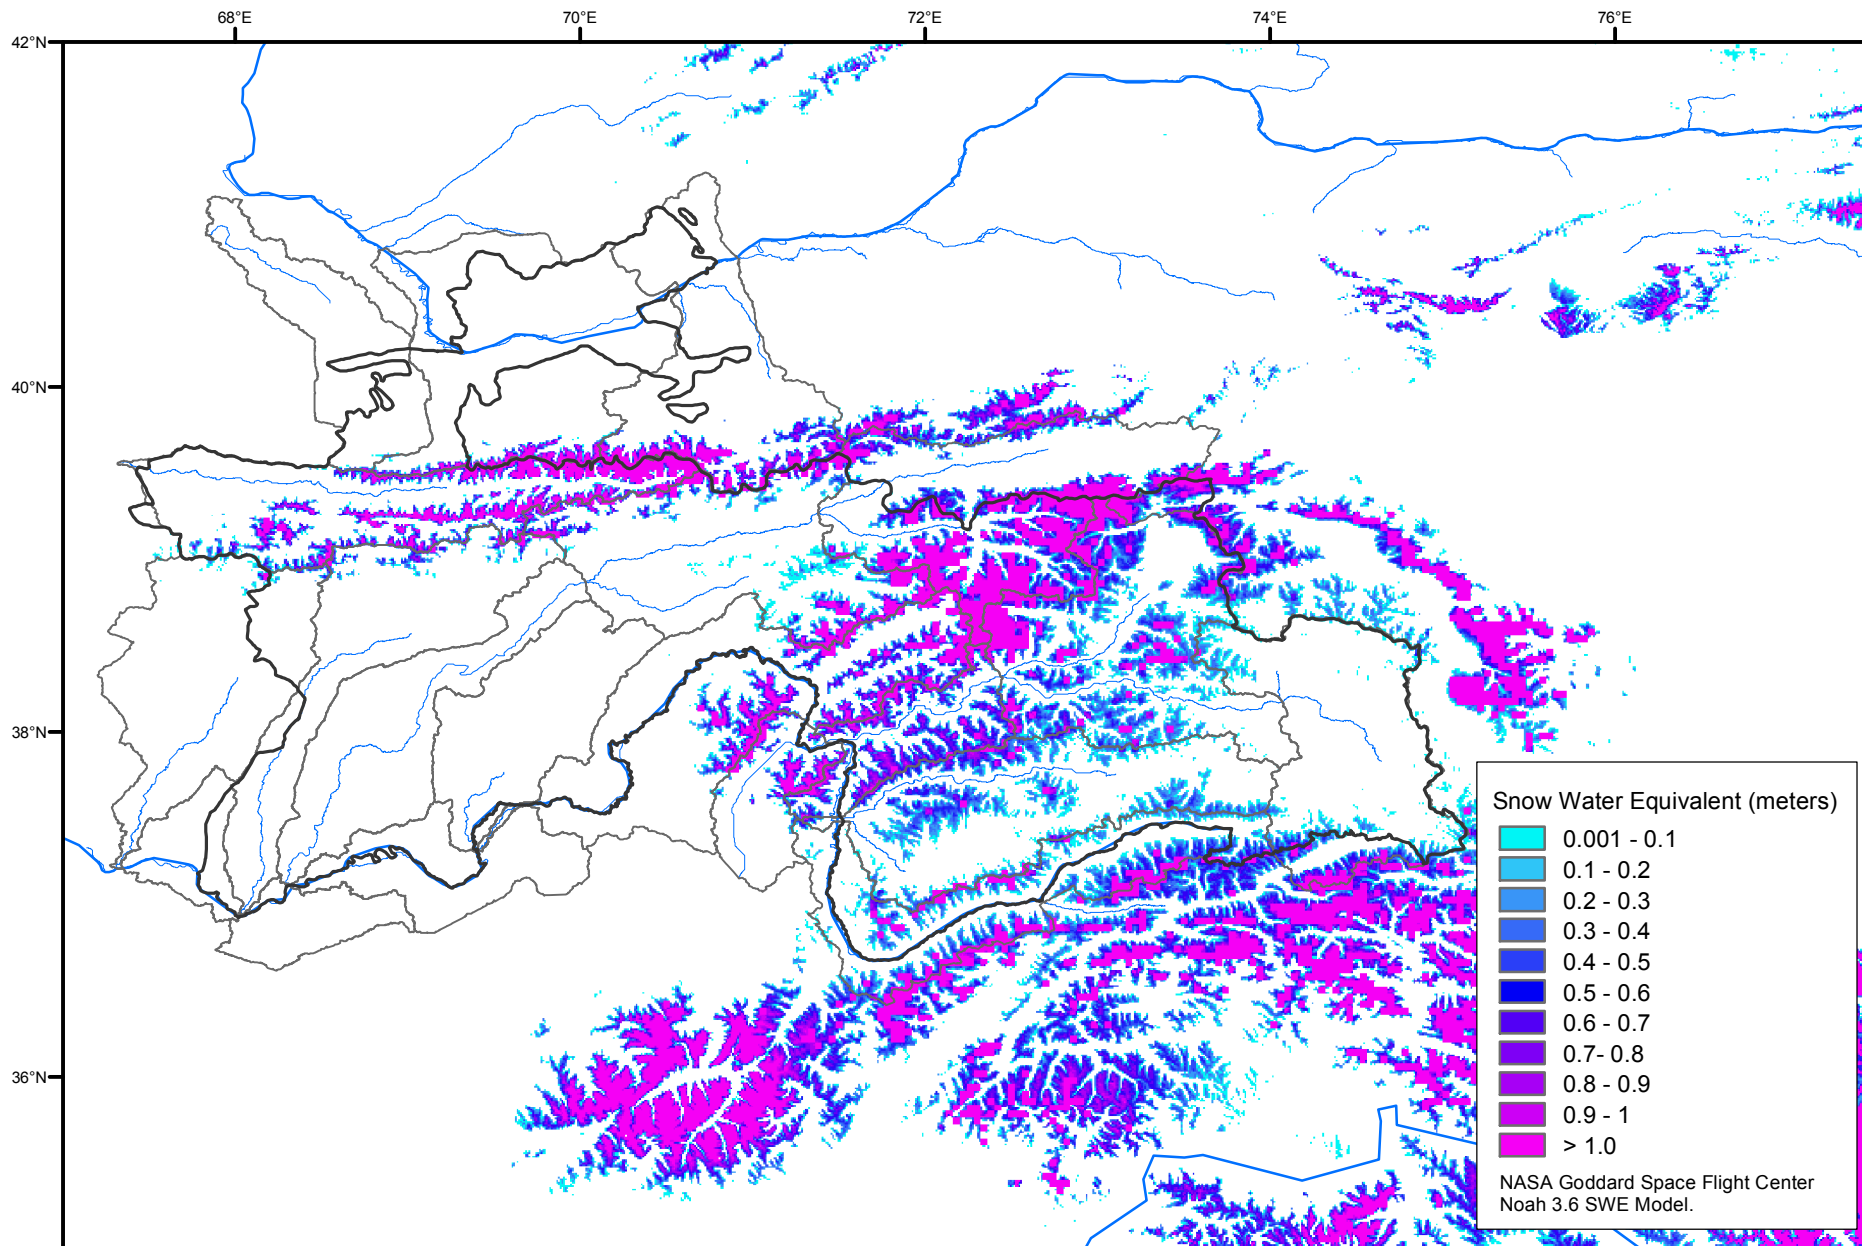 68°E 70°E 72°E 74°E 76°E
42°N
40°N
38°N
36°N
Snow Water Equivalent (meters)
0.001 - 0.1
0.1 - 0.2
0.2 - 0.3
0.3 - 0.4
0.4 - 0.5
0.5 - 0.6
0.6 - 0.7
0.7- 0.8
0.8 - 0.9
0.9 - 1
> 1.0
NASA Goddard Space Flight Center
Noah 3.6 SWE Model.